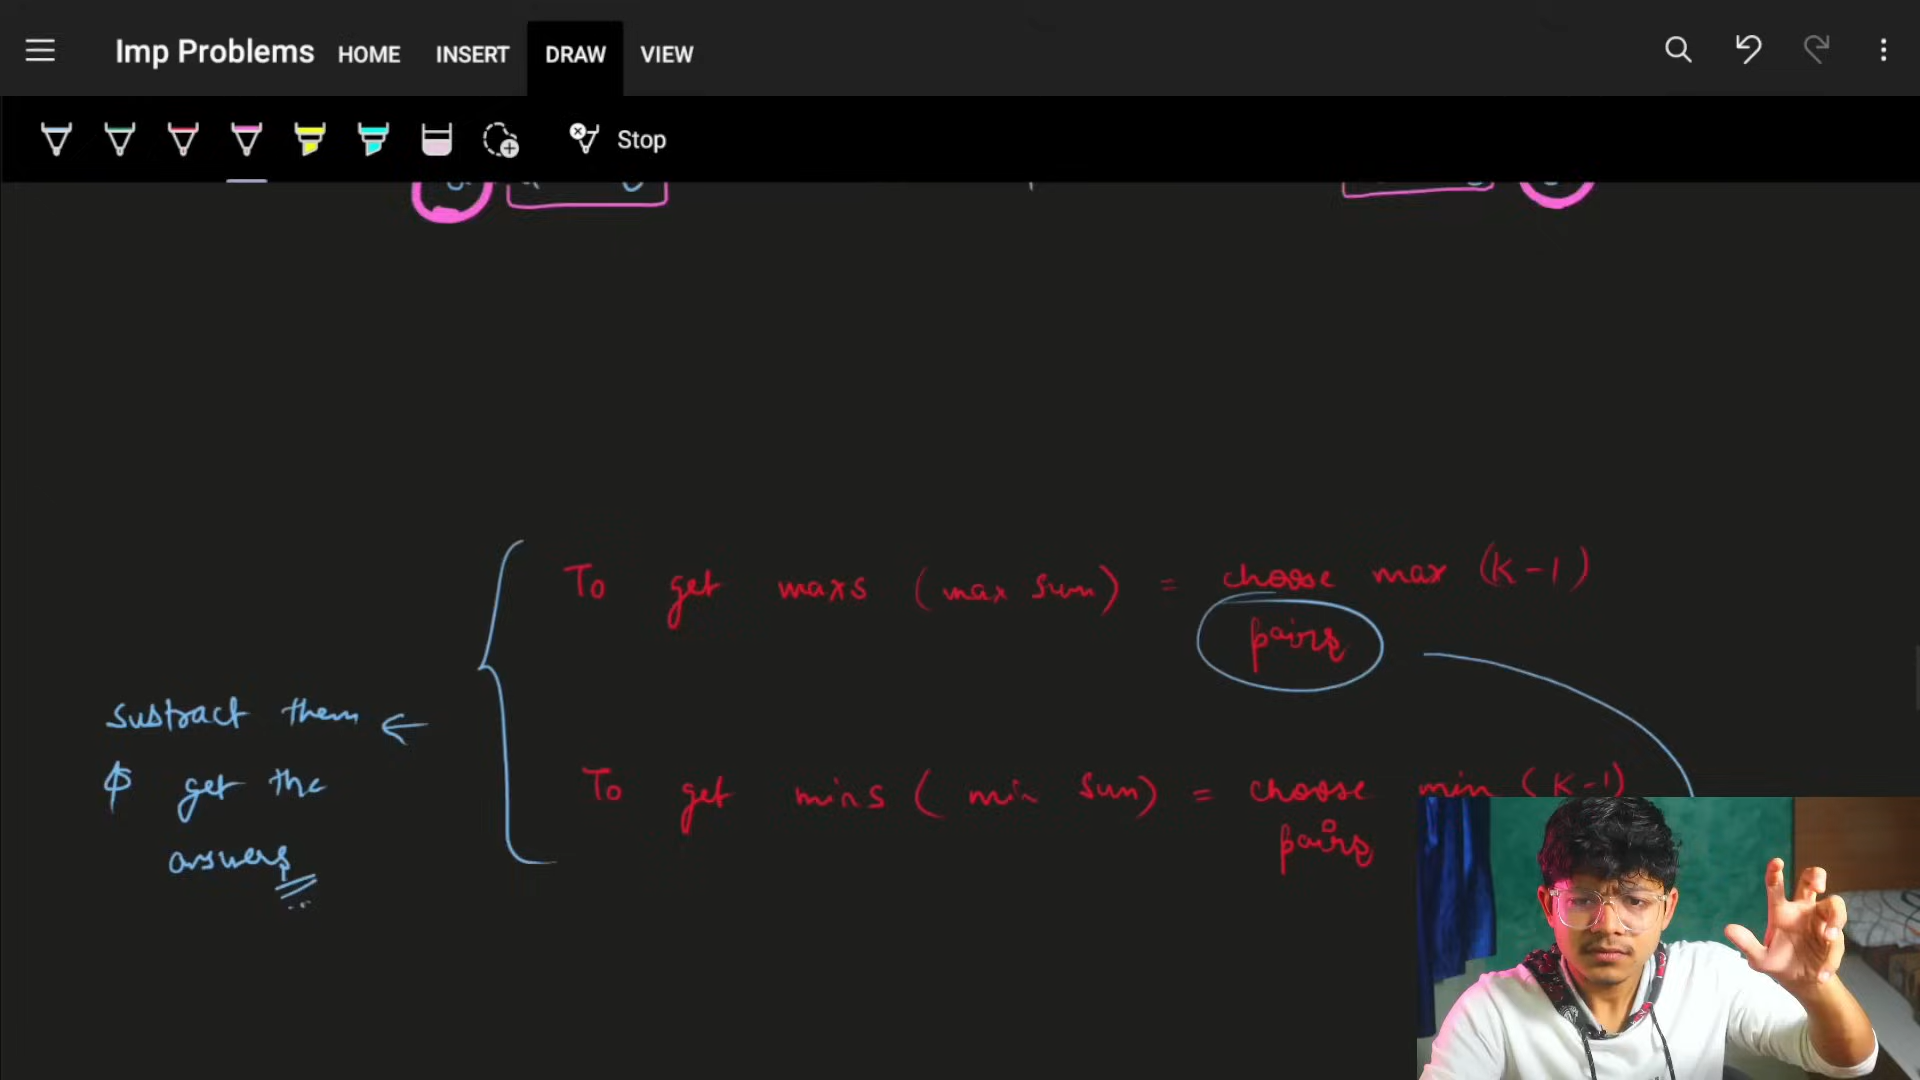 Imp Problems HOME INSERT DRAW VIEW
Stop
To get maxs (max sum) = choose max (K-1)
pairs
sustract them ←
& get the
answers
To get mins ( min sum) = choose min (K-1)
pairs